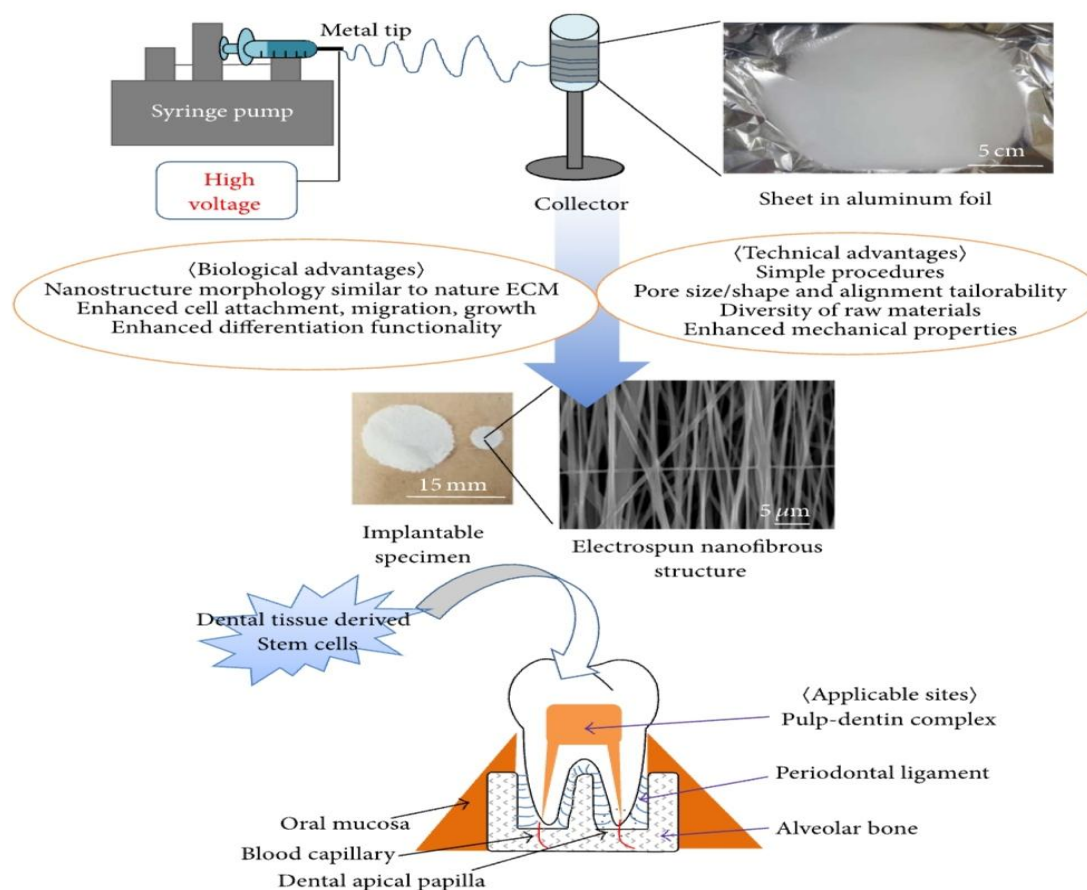 Metal tip
Syringe pump
High
voltage
Collector
5 cm
Sheet in aluminum foil
⟨Biological advantages⟩
Nanostructure morphology similar to nature ECM
Enhanced cell attachment, migration, growth
Enhanced differentiation functionality
⟨Technical advantages⟩
Simple procedures
Pore size/shape and alignment tailorability
Diversity of raw materials
Enhanced mechanical properties
15 mm
Implantable
specimen
5 μm
Electrospun nanofibrous
structure
Dental tissue derived
Stem cells
⟨Applicable sites⟩
Pulp-dentin complex
Periodontal ligament
Alveolar bone
Oral mucosa
Blood capillary
Dental apical papilla